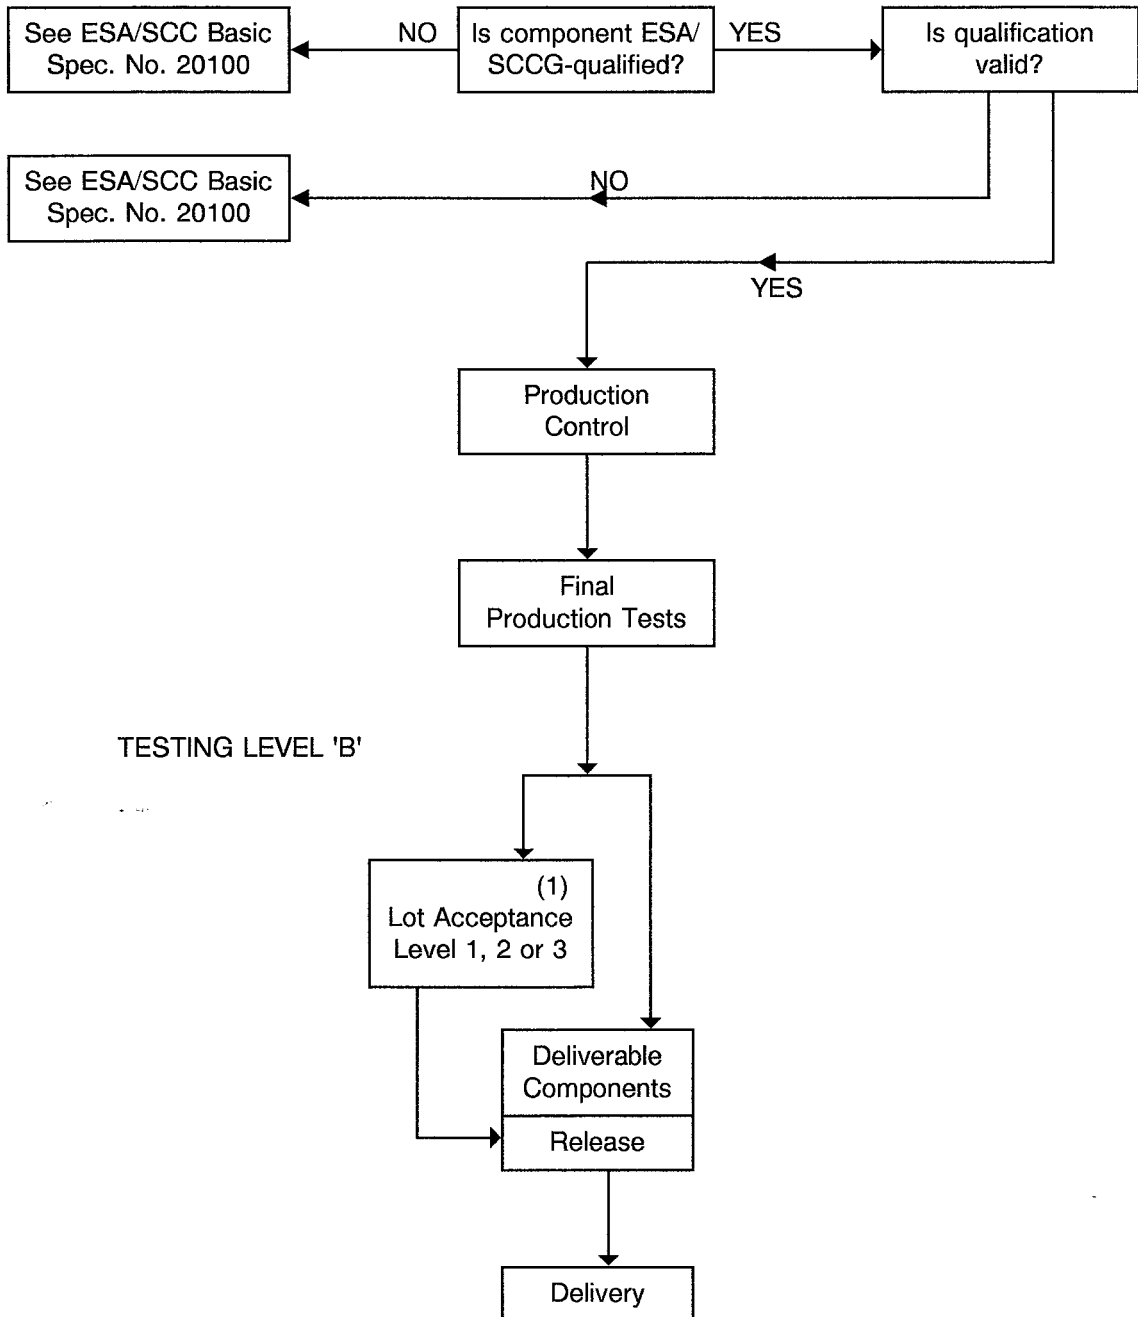 See ESA/SCC Basic
Spec. No. 20100
NO
Is component ESA/
SCCG-qualified?
YES
Is qualification
valid?
See ESA/SCC Basic
Spec. No. 20100
NO
YES
Production
Control
Final
Production Tests
TESTING LEVEL 'B'
(1)
Lot Acceptance
Level 1, 2 or 3
Deliverable
Components
Release
Delivery